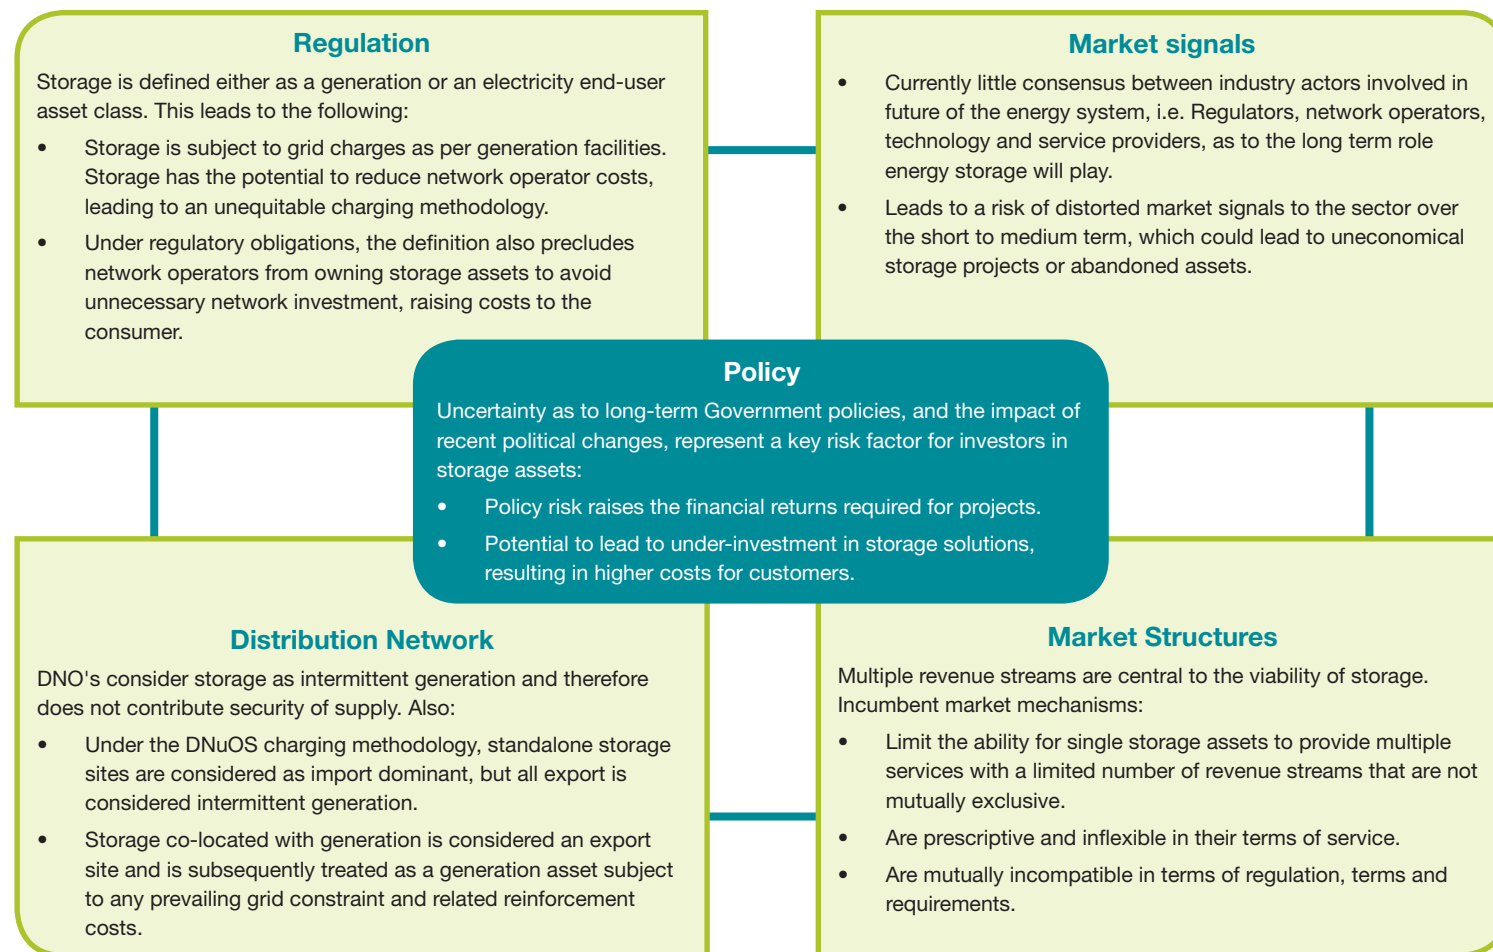 Regulation
Storage is defined either as a generation or an electricity end-user
asset class. This leads to the following:
• Storage is subject to grid charges as per generation facilities.
Storage has the potential to reduce network operator costs,
leading to an unequitable charging methodology.
• Under regulatory obligations, the definition also precludes
network operators from owning storage assets to avoid
unnecessary network investment, raising costs to the
consumer.
Market signals
• Currently little consensus between industry actors involved in
future of the energy system, i.e. Regulators, network operators,
technology and service providers, as to the long term role
energy storage will play.
• Leads to a risk of distorted market signals to the sector over
the short to medium term, which could lead to uneconomical
storage projects or abandoned assets.
Policy
Uncertainty as to long-term Government policies, and the impact of
recent political changes, represent a key risk factor for investors in
storage assets:
• Policy risk raises the financial returns required for projects.
• Potential to lead to under-investment in storage solutions,
resulting in higher costs for customers.
Distribution Network
DNO's consider storage as intermittent generation and therefore
does not contribute security of supply. Also:
• Under the DNuOS charging methodology, standalone storage
sites are considered as import dominant, but all export is
considered intermittent generation.
• Storage co-located with generation is considered an export
site and is subsequently treated as a generation asset subject
to any prevailing grid constraint and related reinforcement
costs.
Market Structures
Multiple revenue streams are central to the viability of storage.
Incumbent market mechanisms:
• Limit the ability for single storage assets to provide multiple
services with a limited number of revenue streams that are not
mutually exclusive.
• Are prescriptive and inflexible in their terms of service.
• Are mutually incompatible in terms of regulation, terms and
requirements.